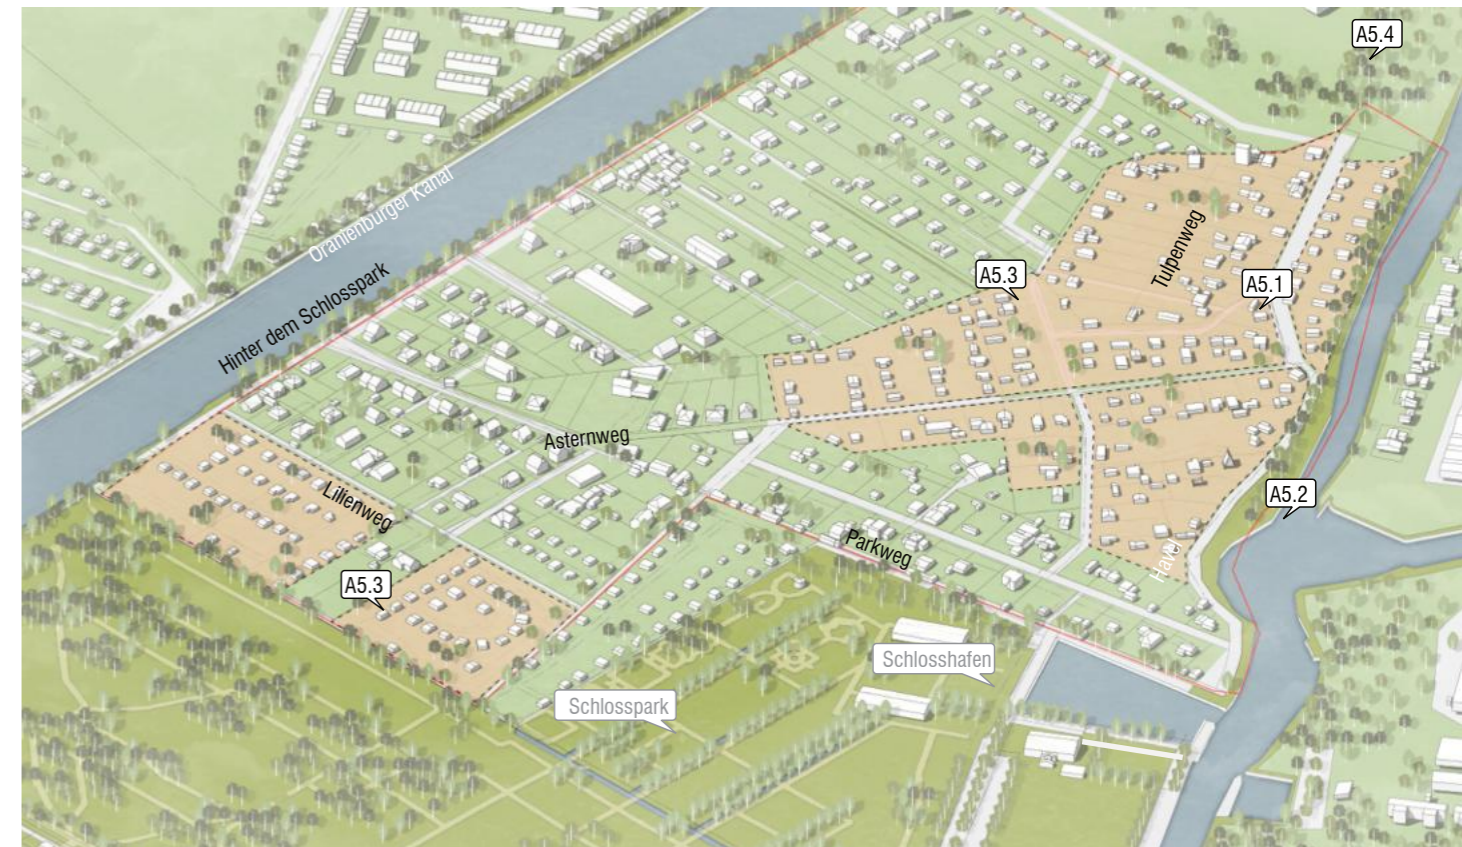 A5.4
Oranienburger Kanal
Hinter dem Schlosspark
Tulpenweg
A5.3
A5.1
Asternweg
Lilienweg
A5.2
Parkweg
Havel
A5.3
Schlosshafen
Schlosspark